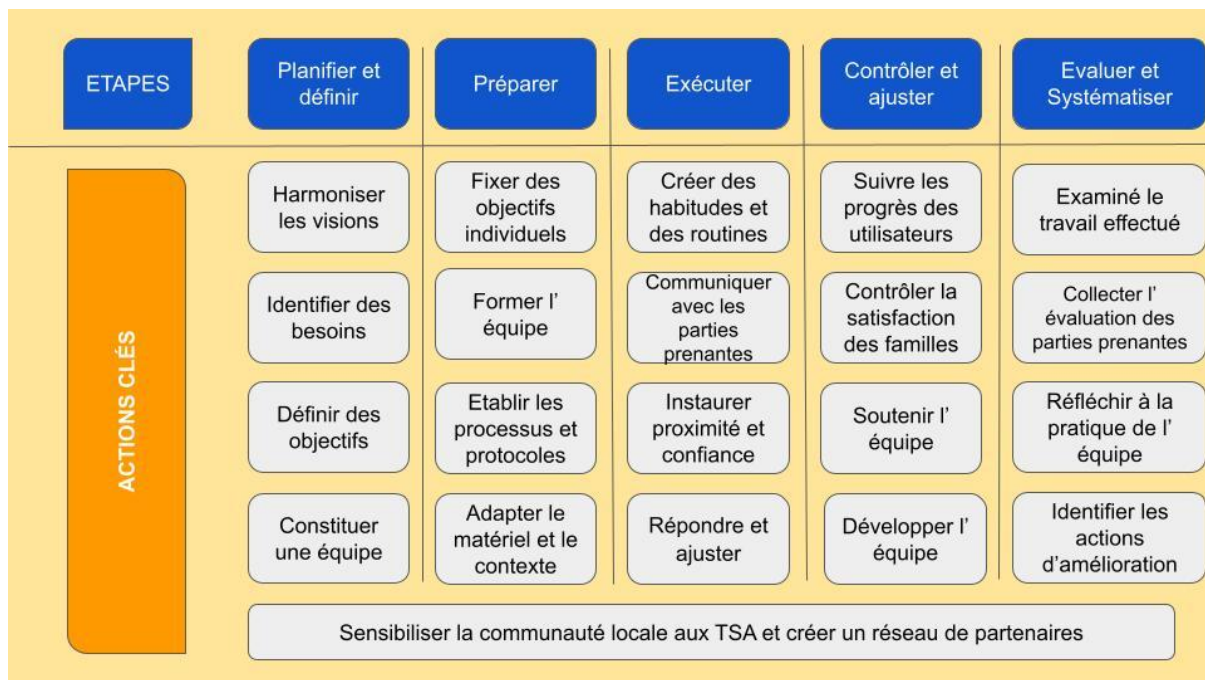 ETAPES
Planifier et
définir
Préparer
Exécuter
Contrôler et
ajuster
Evaluer et
Systématiser
ACTIONS CLÉS
Harmoniser
les visions
Fixer des
objectifs
individuels
Créer des
habitudes et
des routines
Suivre les
progrès des
utilisateurs
Examiné le
travail effectué
Identifier des
besoins
Former l’
équipe
Communiquer
avec les
parties
prenantes
Contrôler la
satisfaction
des familles
Collecter l’
évaluation des
parties prenantes
Définir des
objectifs
Etablir les
processus et
protocoles
Instaurer
proximité et
confiance
Soutenir l’
équipe
Réfléchir à la
pratique de l’
équipe
Constituer
une équipe
Adapter le
matériel et le
contexte
Répondre et
ajuster
Développer l’
équipe
Identifier les
actions
d’amélioration
Sensibiliser la communauté locale aux TSA et créer un réseau de partenaires